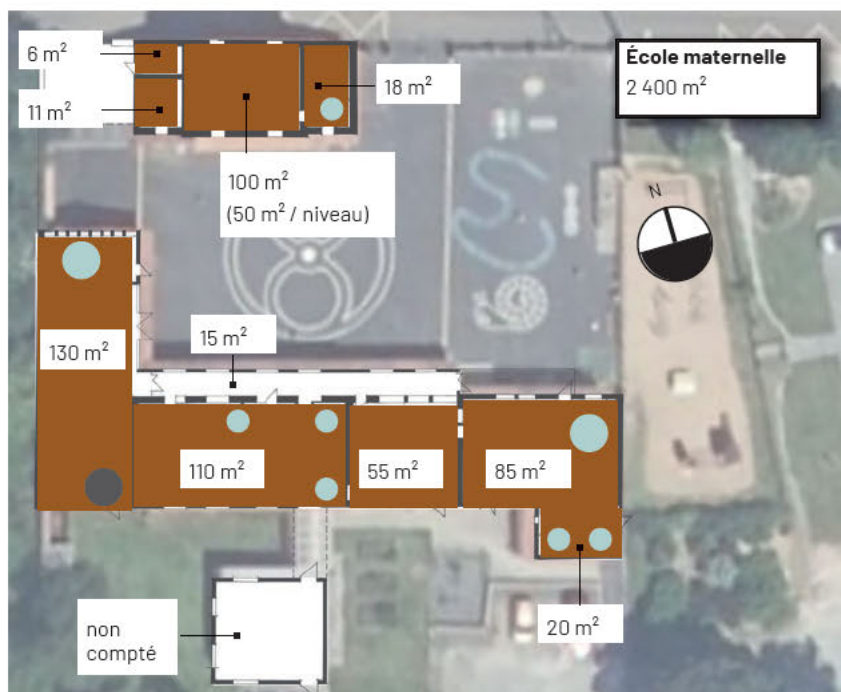 6 m²
École maternelle
2 400 m²
11 m²
18 m²
100 m²
(50 m² / niveau)
N
130 m²
15 m²
110 m²
55 m²
85 m²
non
compté
20 m²